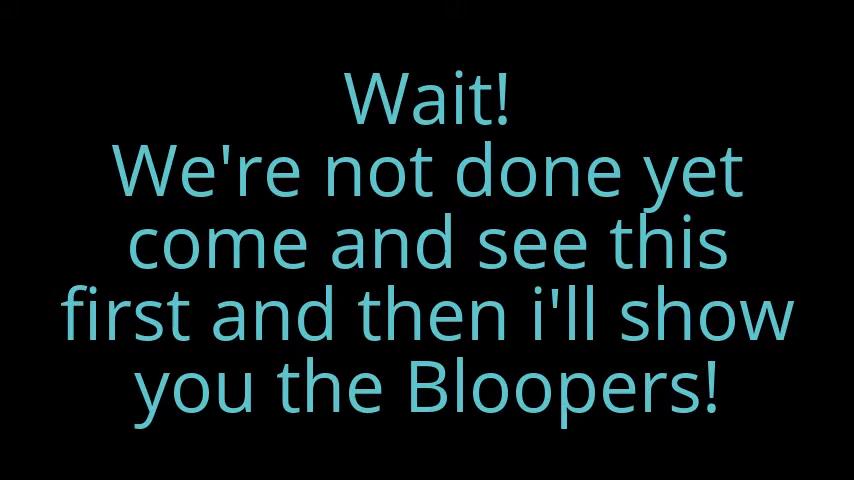 Wait!
We're not done yet
come and see this
first and then i'll show
you the Bloopers!